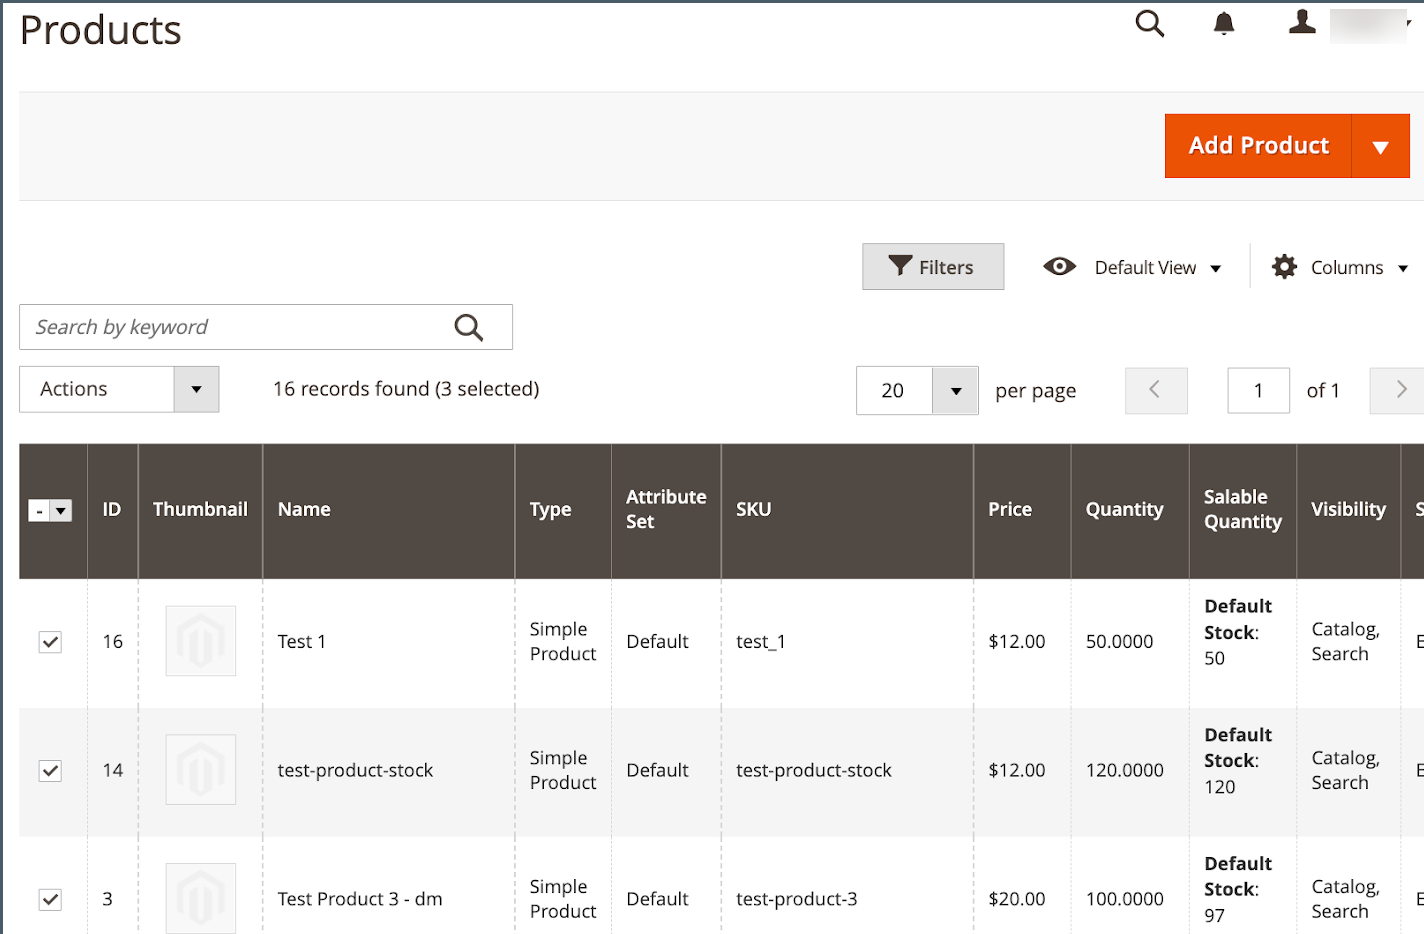 Products
Add Product
Filters
Default View
Columns
Search by keyword
Actions
16 records found (3 selected)
20
per page
1
of 1
-
ID
Thumbnail
Name
Type
Attribute
Set
SKU
Price
Quantity
Salable
Quantity
Visibility
16
Test 1
Simple
Product
Default
test_1
$12.00
50.0000
Default
Stock:
50
Catalog,
Search
14
test-product-stock
Simple
Product
Default
test-product-stock
$12.00
120.0000
Default
Stock:
120
Catalog,
Search
3
Test Product 3 - dm
Simple
Product
Default
test-product-3
$20.00
100.0000
Default
Stock:
97
Catalog,
Search